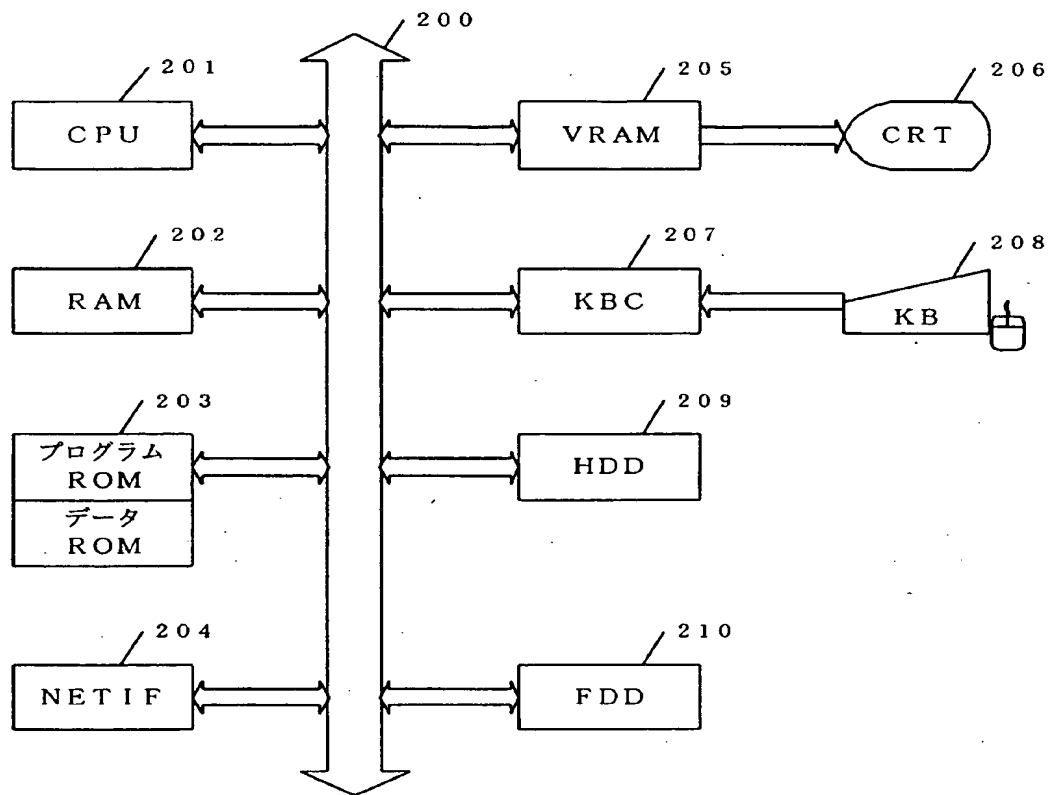 200
201
CPU
205
VRAM
206
CRT
202
RAM
207
KBC
208
KB
203
プログラム
ROM
データ
ROM
209
HDD
204
NETIF
210
FDD